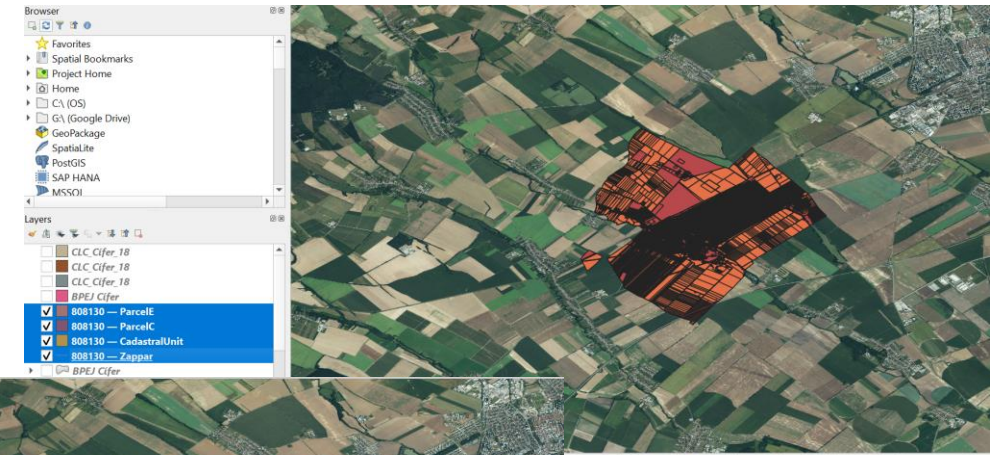 Browser
Favorites
Spatial Bookmarks
Project Home
Home
C:\ (OS)
G:\ (Google Drive)
GeoPackage
SpatiaLite
PostGIS
SAP HANA
MSSQL
Layers
CLC_Cifer_18
CLC_Cifer_18
CLC_Cifer_18
BPEJ Cifer
808130 — ParcelE
808130 — ParcelC
808130 — CadastralUnit
808130 — Zappar
BPEJ Cifer